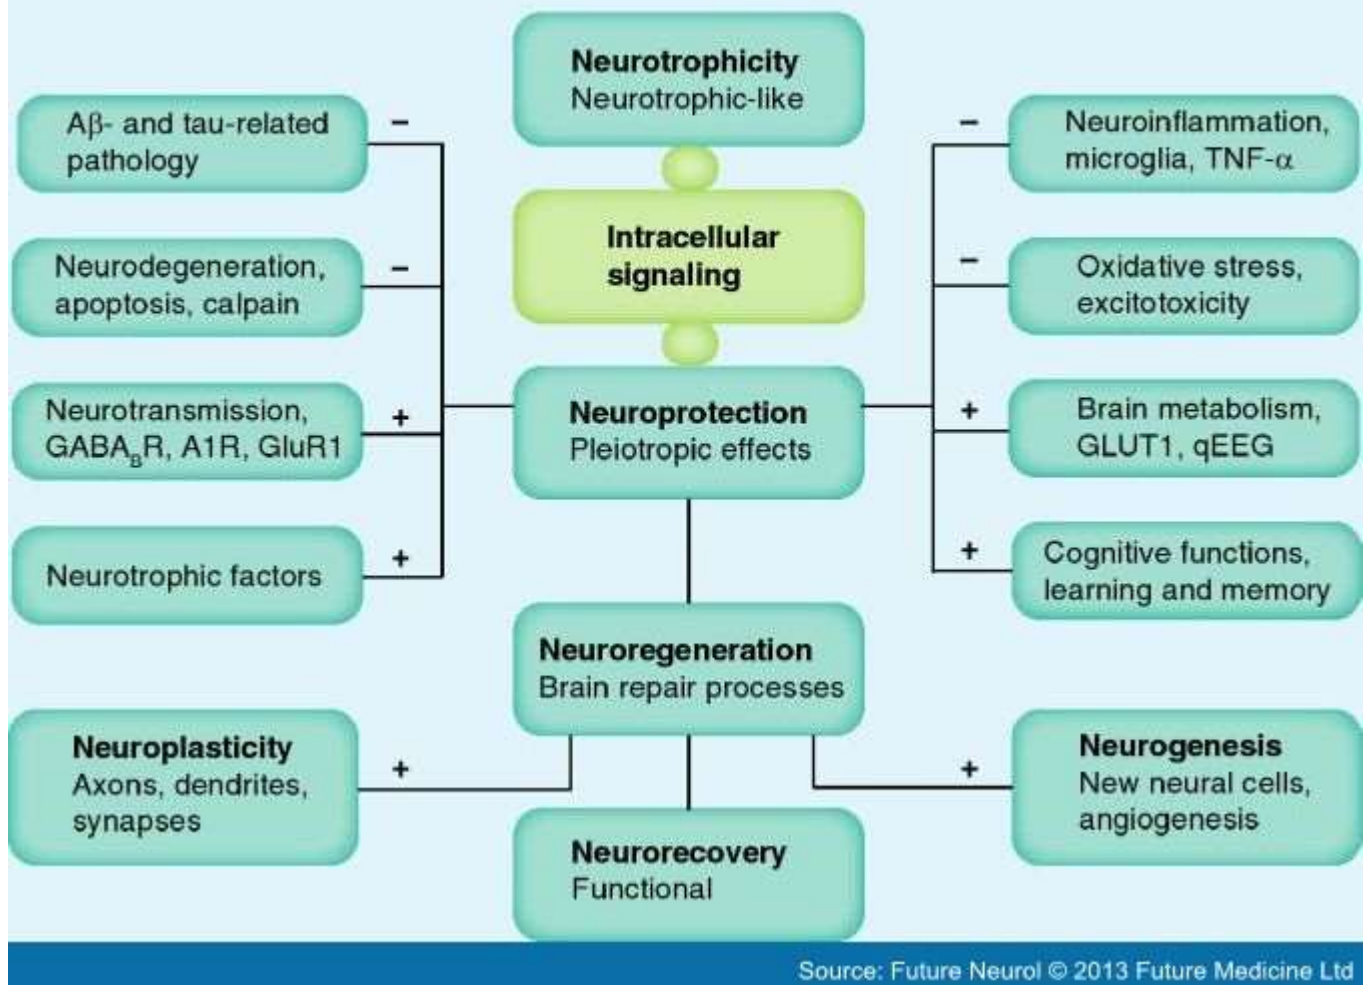 Neurotrophicity
Neurotrophic-like
Aβ- and tau-related
pathology
−
−
Neuroinflammation,
microglia, TNF-α
Intracellular
signaling
Neurodegeneration,
apoptosis, calpain
−
−
Oxidative stress,
excitotoxicity
Neurotransmission,
GABA_BR, A1R, GluR1
+
Neuroprotection
Pleiotropic effects
+
Brain metabolism,
GLUT1, qEEG
Neurotrophic factors
+
+
Cognitive functions,
learning and memory
Neuroregeneration
Brain repair processes
Neuroplasticity
Axons, dendrites,
synapses
+
+
Neurogenesis
New neural cells,
angiogenesis
Neurorecovery
Functional
Source: Future Neurol © 2013 Future Medicine Ltd